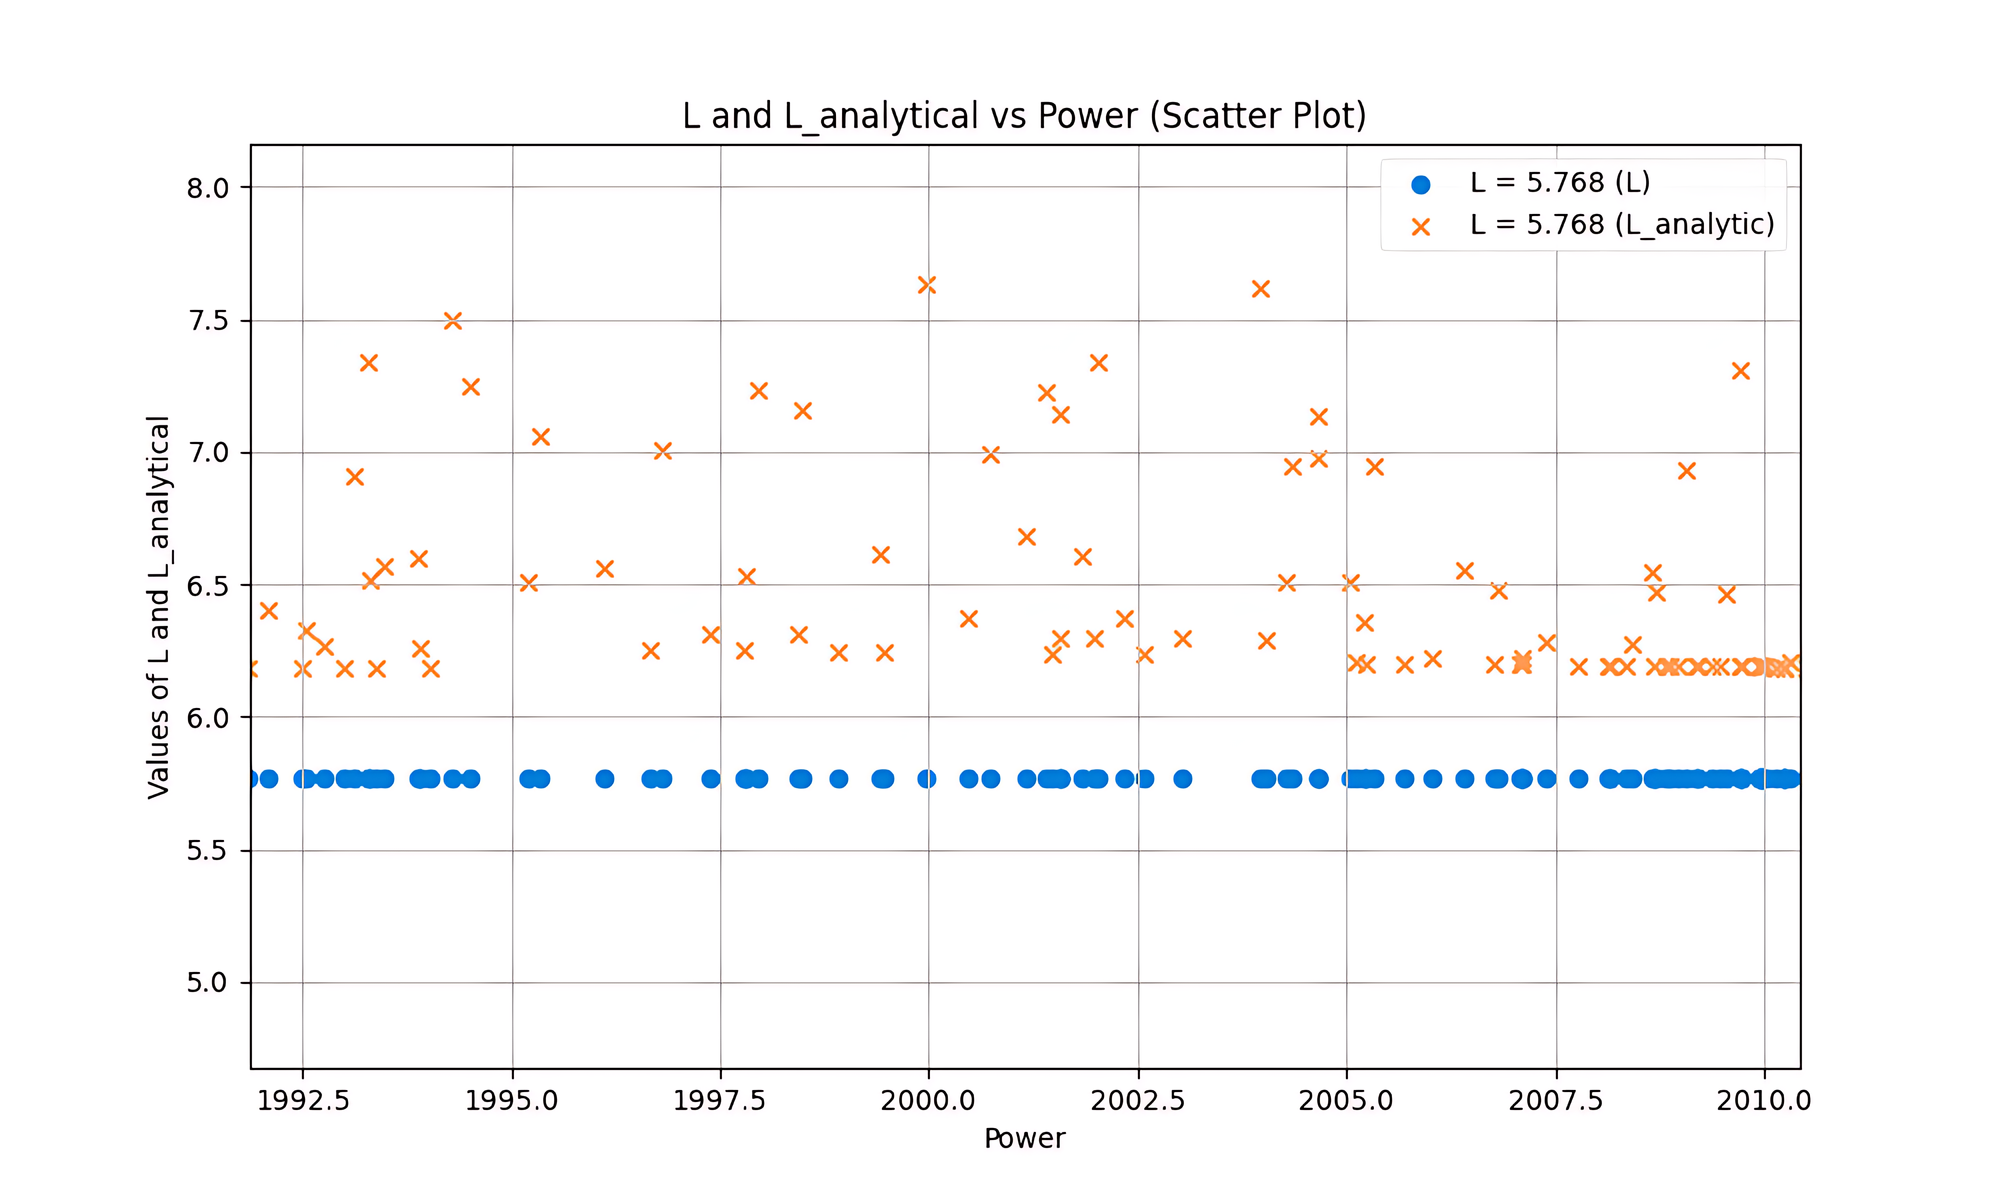 L and L_analytical vs Power (Scatter Plot)
L = 5.768 (L)
L = 5.768 (L_analytic)
Values of L and L_analytical
8.0
7.5
7.0
6.5
6.0
5.5
5.0
1992.5 1995.0 1997.5 2000.0 2002.5 2005.0 2007.5 2010.0
Power